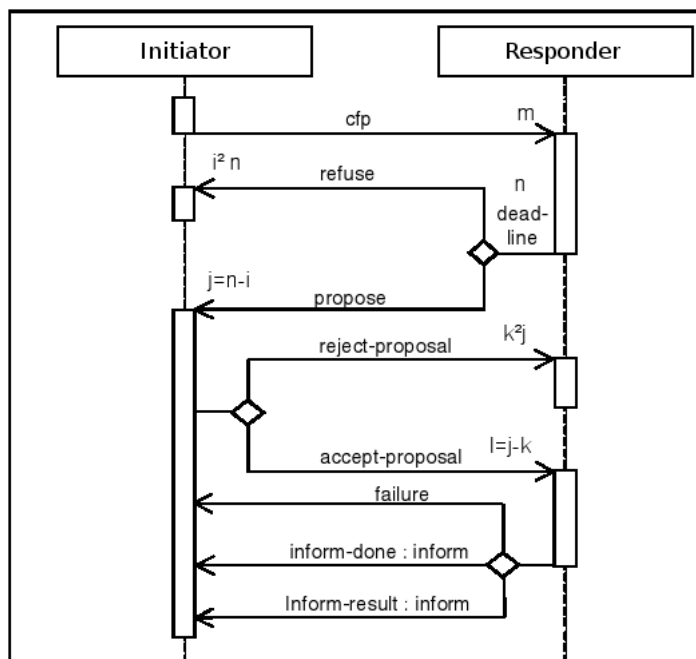 Initiator
Responder
cfp
m
i² n
refuse
n
dead-
line
j=n-i
propose
reject-proposal
k²j
accept-proposal
l=j-k
failure
inform-done : inform
Inform-result : inform